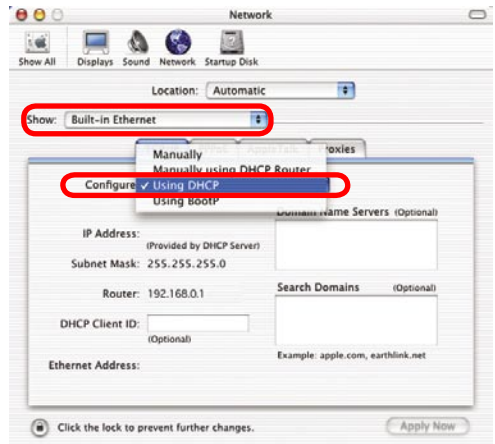 Network
Show All Displays Sound Network Startup Disk
Location: Automatic
Show: Built-in Ethernet
Proxies
Manually
Manually using DHCP Router
Configure ✓ Using DHCP
Using BootP
Domain Name Servers (Optional)
IP Address:
(Provided by DHCP Server)
Subnet Mask: 255.255.255.0
Router: 192.168.0.1
Search Domains (Optional)
DHCP Client ID:
(Optional)
Example: apple.com, earthlink.net
Ethernet Address:
Click the lock to prevent further changes.
Apply Now